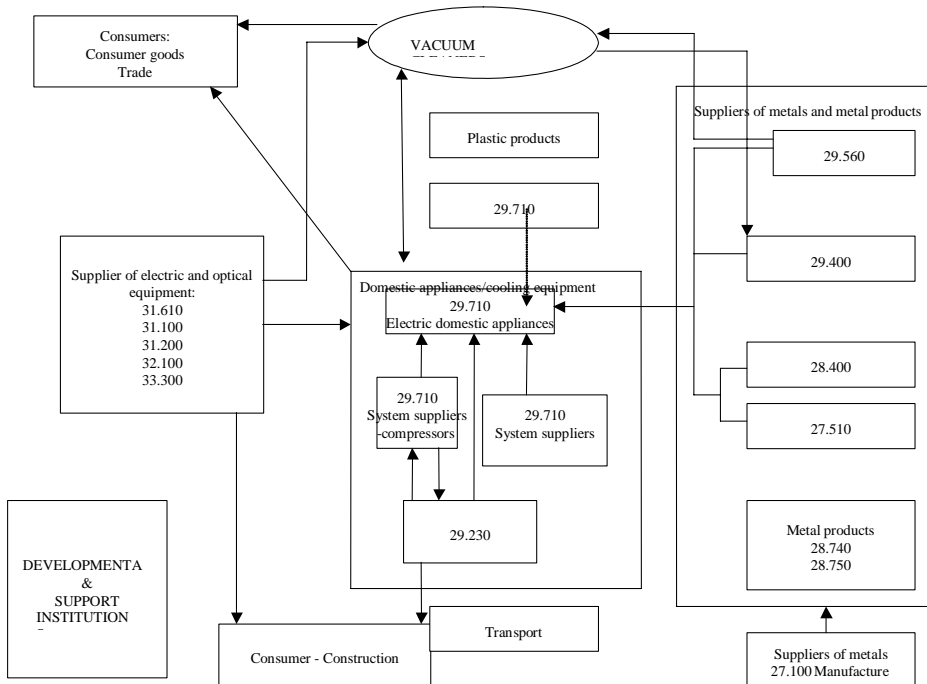 Consumers:
Consumer goods
Trade
VACUUM
Suppliers of metals and metal products
Plastic products
29.560
29.710
29.400
Supplier of electric and optical
equipment:
31.610
31.100
31.200
32.100
33.300
Domestic appliances/cooling equipment
29.710
Electric domestic appliances
28.400
29.710
System suppliers
-compressors
29.710
System suppliers
27.510
29.230
Metal products
28.740
28.750
DEVELOPMENTA
&
SUPPORT
INSTITUTION
Transport
Consumer - Construction
Suppliers of metals
27.100 Manufacture